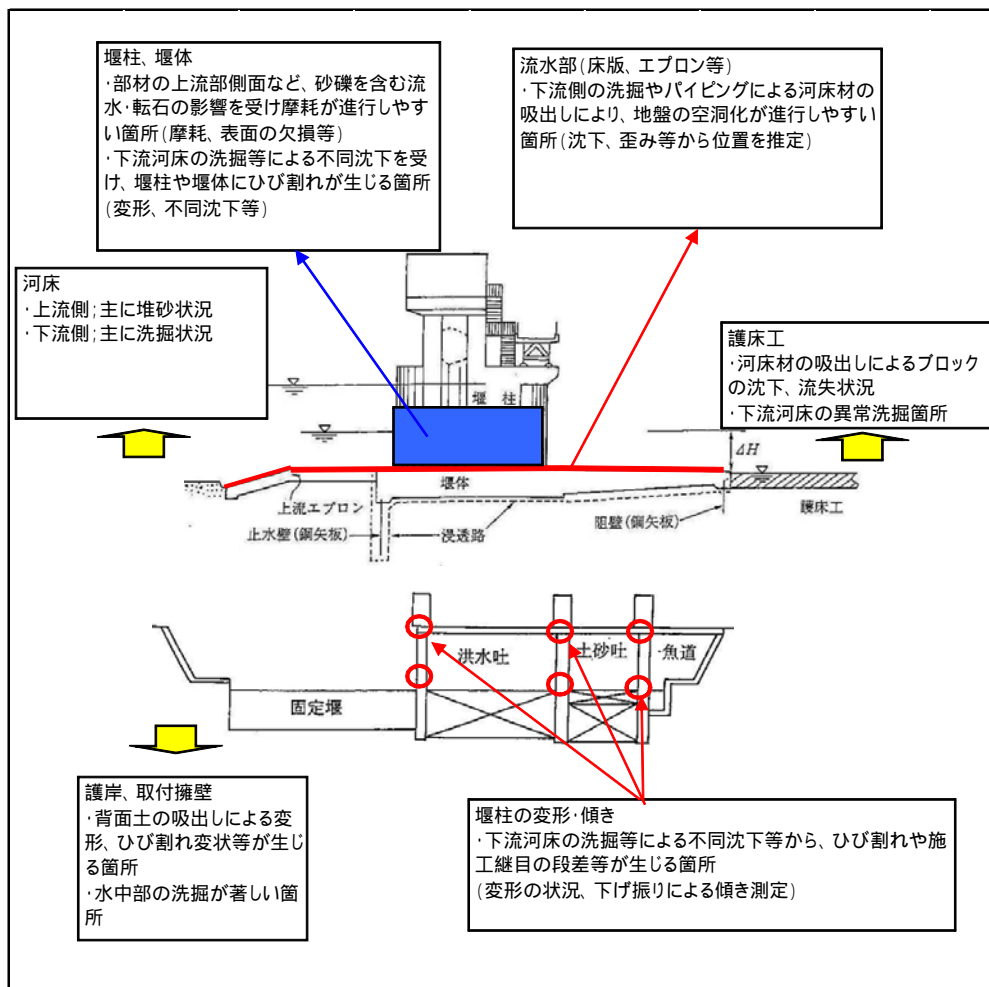 堰柱、堰体
・部材の上流部側面など、砂礫を含む流
水・転石の影響を受け摩耗が進行しやす
い箇所(摩耗、表面の欠損等)
・下流河床の洗掘等による不同沈下を受
け、堰柱や堰体にひび割れが生じる箇所
(変形、不同沈下等)
流水部(床版、エプロン等)
・下流側の洗掘やパイピングによる河床材の
吸出しにより、地盤の空洞化が進行しやすい
箇所(沈下、歪み等から位置を推定)
河床
・上流側;主に堆砂状況
・下流側;主に洗掘状況
護床工
・河床材の吸出しによるブロック
の沈下、流失状況
・下流河床の異常洗掘箇所
堰柱
ΔH
堰体
上流エプロン
止水壁(鋼矢板)
浸透路
阻壁(鋼矢板)
護床工
洪水吐
土砂吐
魚道
固定堰
護岸、取付擁壁
・背面土の吸出しによる変
形、ひび割れ変状等が生じ
る箇所
・水中部の洗掘が著しい箇
所
堰柱の変形・傾き
・下流河床の洗掘等による不同沈下等から、ひび割れや施
工継目の段差等が生じる箇所
(変形の状況、下げ振りによる傾き測定)